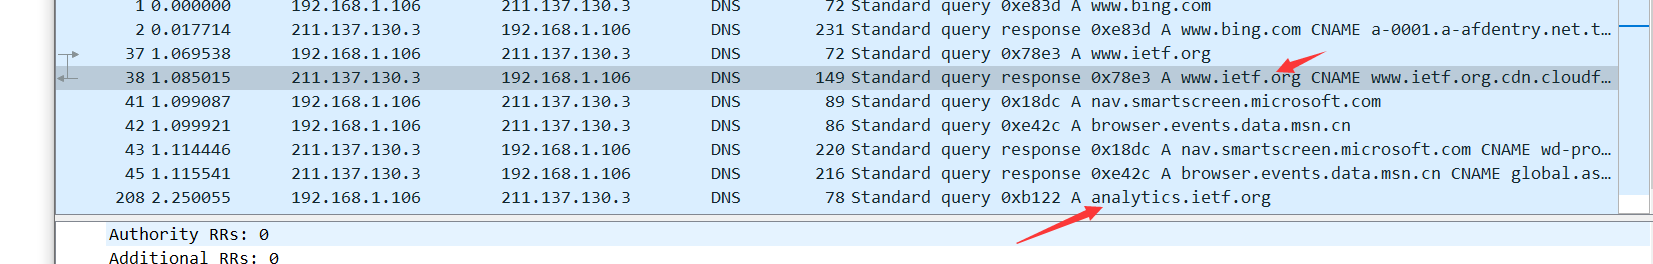 1 0.000000 192.168.1.106 211.137.130.3 DNS 72 Standard query 0xe83d A www.bing.com
2 0.017714 211.137.130.3 192.168.1.106 DNS 231 Standard query response 0xe83d A www.bing.com CNAME a-0001.a-afdentry.net.t…
37 1.069538 192.168.1.106 211.137.130.3 DNS 72 Standard query 0x78e3 A www.ietf.org
38 1.085015 211.137.130.3 192.168.1.106 DNS 149 Standard query response 0x78e3 A www.ietf.org CNAME www.ietf.org.cdn.cloudf…
41 1.099087 192.168.1.106 211.137.130.3 DNS 89 Standard query 0x18dc A nav.smartscreen.microsoft.com
42 1.099921 192.168.1.106 211.137.130.3 DNS 86 Standard query 0xe42c A browser.events.data.msn.cn
43 1.114446 211.137.130.3 192.168.1.106 DNS 220 Standard query response 0x18dc A nav.smartscreen.microsoft.com CNAME wd-pro…
45 1.115541 211.137.130.3 192.168.1.106 DNS 216 Standard query response 0xe42c A browser.events.data.msn.cn CNAME global.as…
208 2.250055 192.168.1.106 211.137.130.3 DNS 78 Standard query 0xb122 A analytics.ietf.org
Authority RRs: 0
Additional RRs: 0